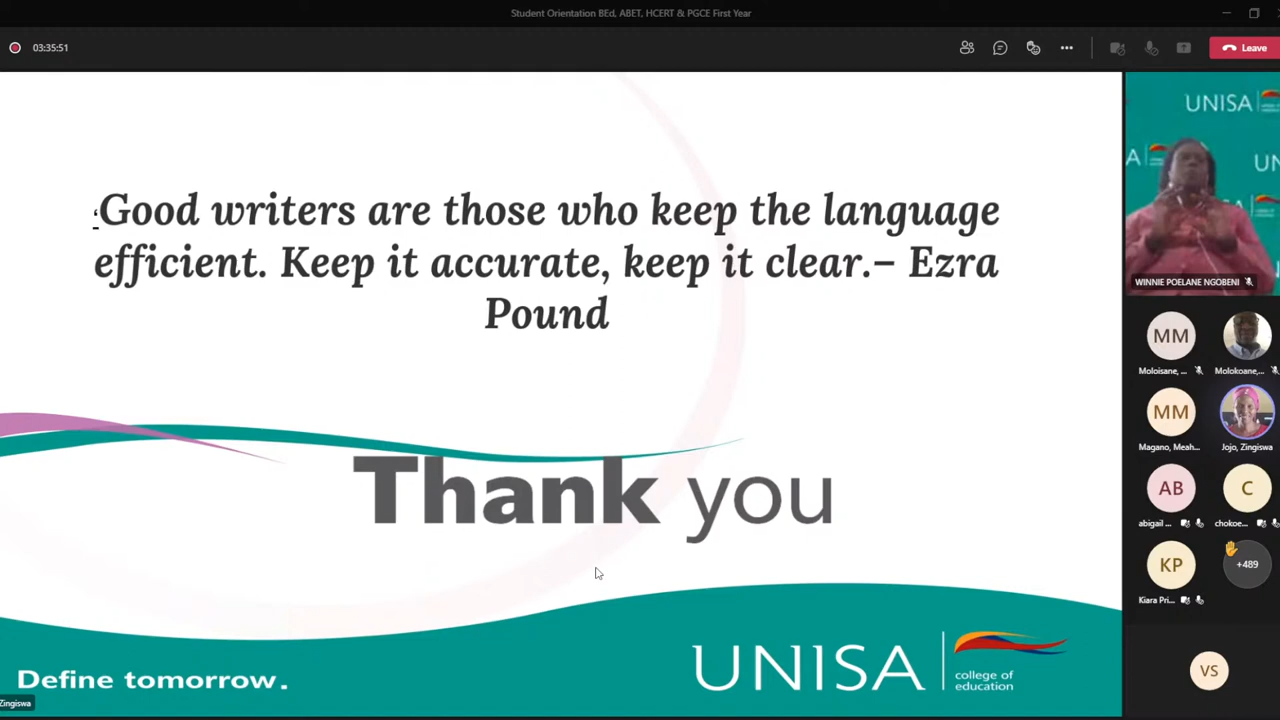 Student Orientation BEd, ABET, HCERT & PGCE First Year
03:35:51
Leave
‘Good writers are those who keep the language
efficient. Keep it accurate, keep it clear.– Ezra
Pound
Thank you
Define tomorrow.
UNISA
college of
education
Zingiswa
UNISA
UN
WINNIE POELANE NGOBENI
MM
Moloisane, ...
Molokoane,...
MM
Magano, Meah...
Jojo, Zingiswa
AB
C
abigail ...
chokoe...
KP
+489
Kiara Pri...
VS